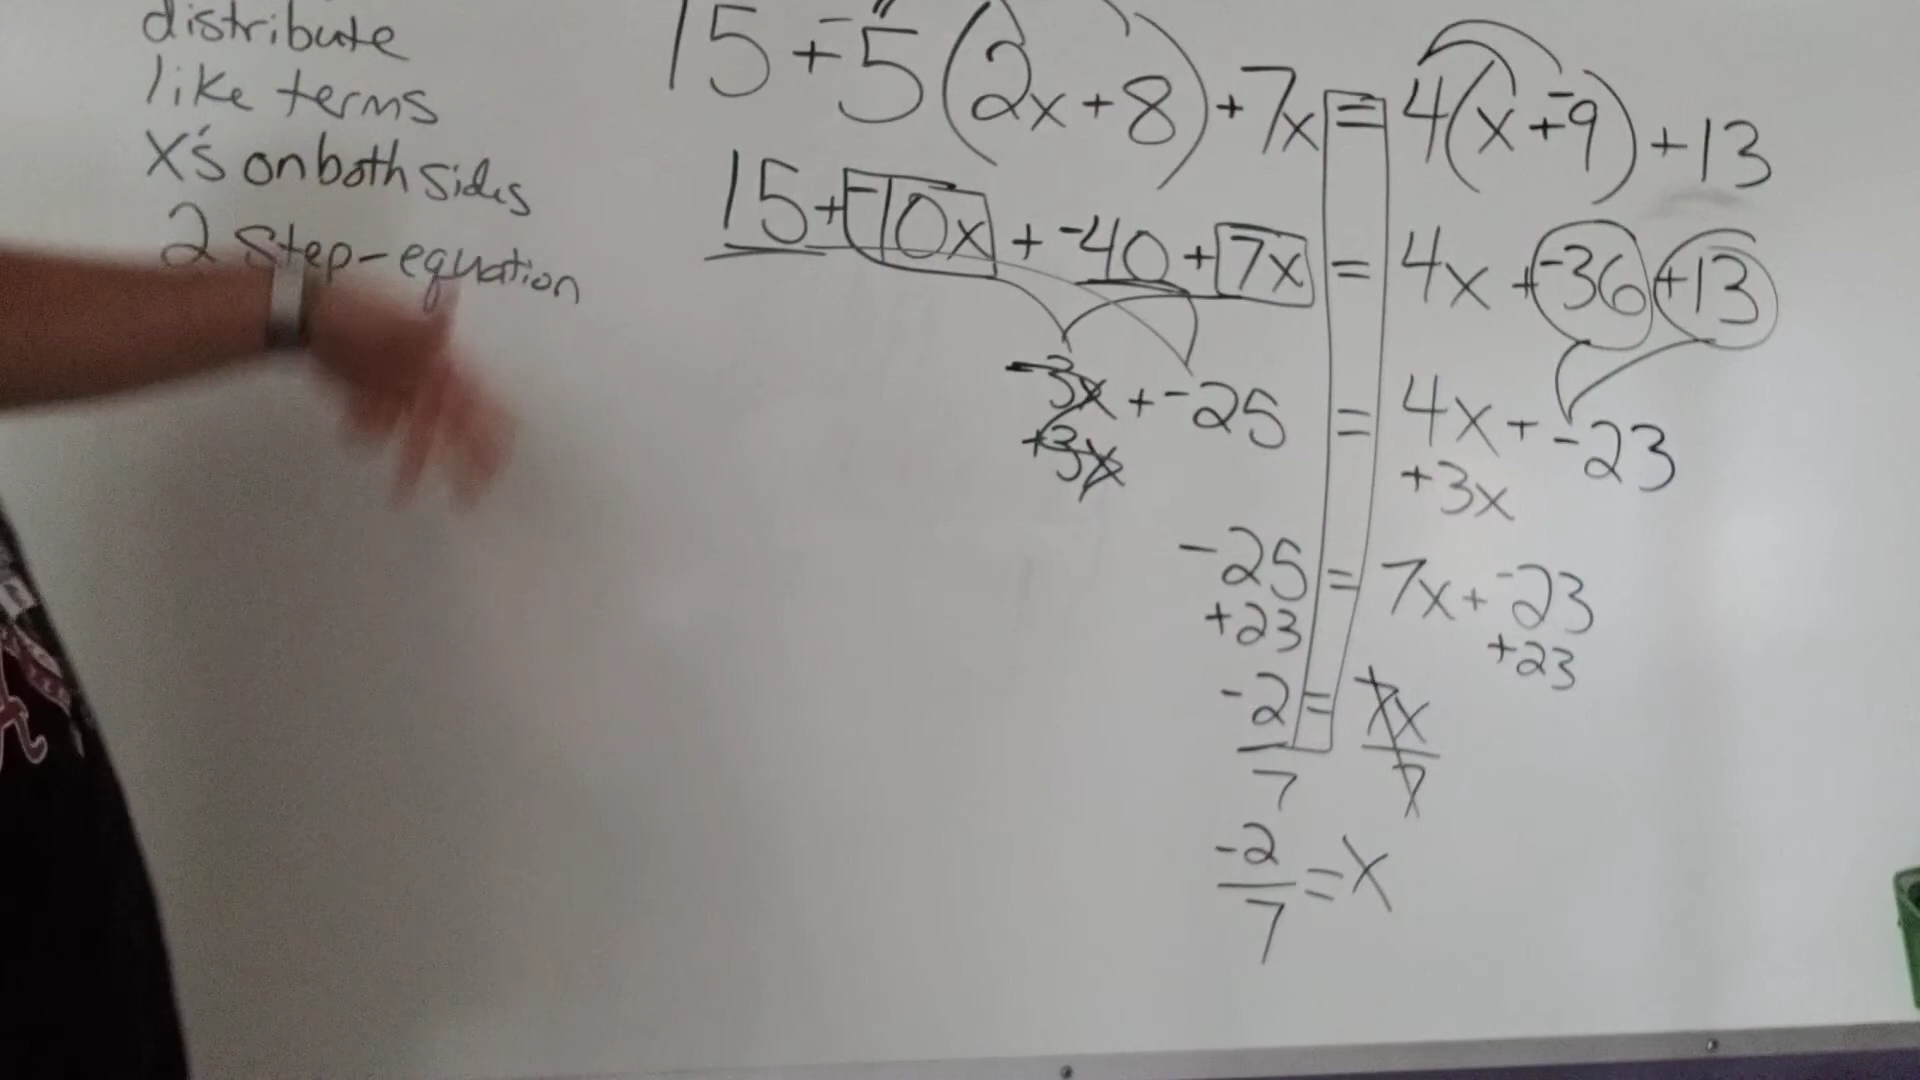 distribute
like terms
X's on both sides
2 step-equation
15 + -5(2x + 8) + 7x = 4(x + -9) + 13
15 + -10x + -40 + 7x = 4x + -36 + 13
-3x + -25 = 4x + -23
+3x +3x
-25 = 7x + -23
+23 +23
-2 = 7x
7 7
-2 = x
7